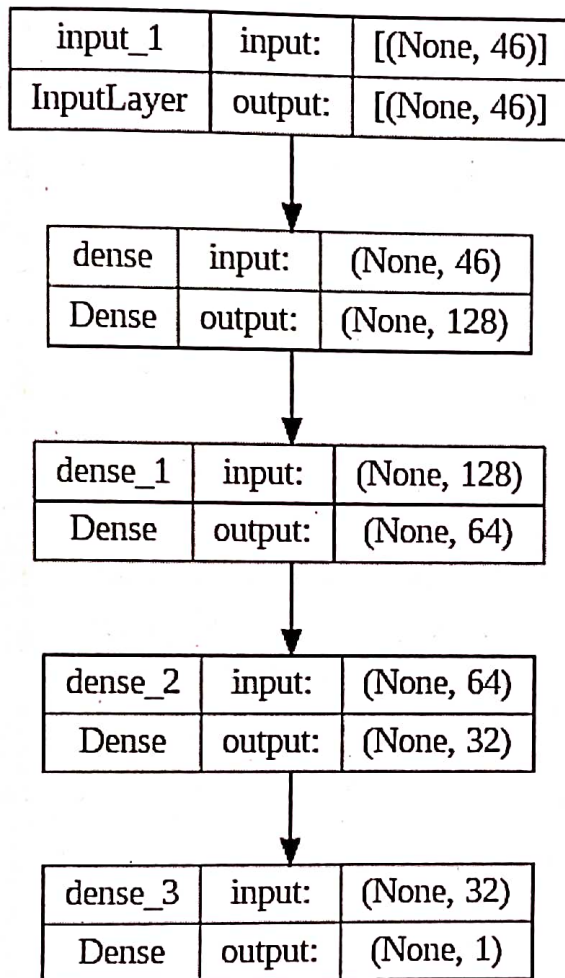 input_1 input: [(None, 46)]
InputLayer output: [(None, 46)]
dense input: (None, 46)
Dense output: (None, 128)
dense_1 input: (None, 128)
Dense output: (None, 64)
dense_2 input: (None, 64)
Dense output: (None, 32)
dense_3 input: (None, 32)
Dense output: (None, 1)